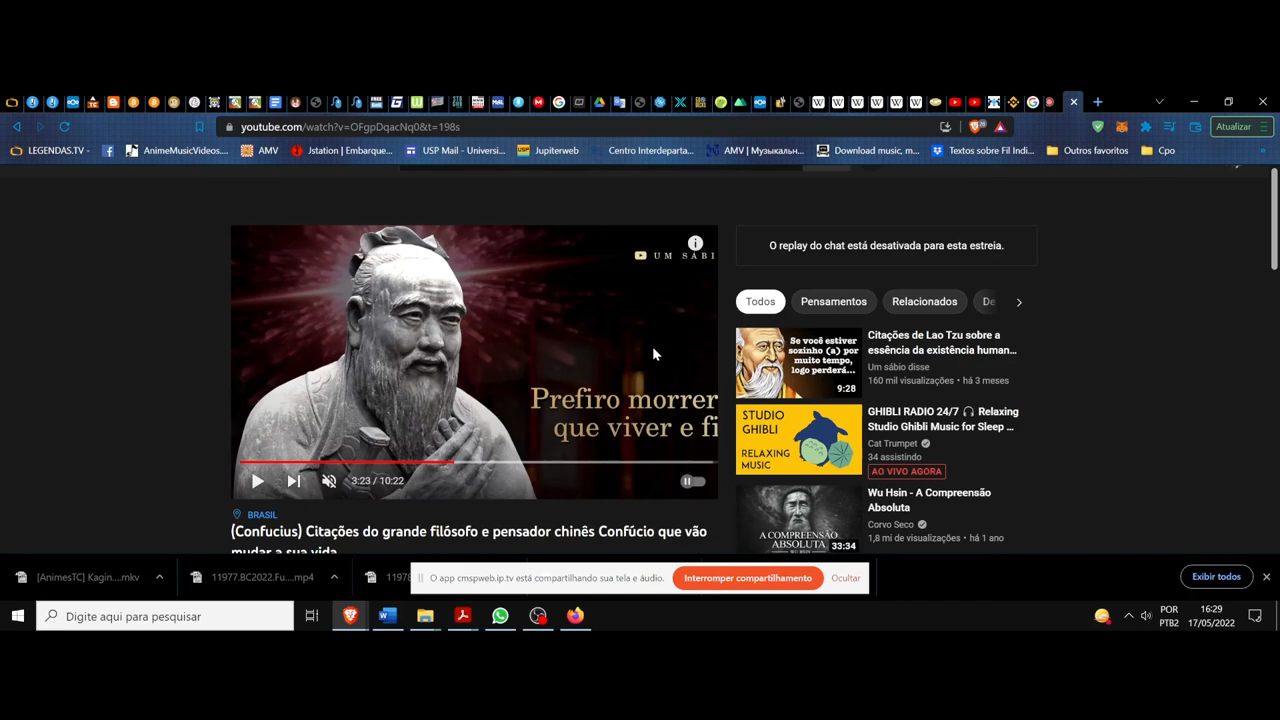 youtube.com/watch?v=OFgpDqacNq0&t=198s
Atualizar
LEGENDAS.TV
AnimeMusicVideos...
AMV
Jstation | Embarque...
USP Mail - Universi...
Jupiterweb
Centro Interdeparta...
AMV | Музыкальн...
Download music, m...
Textos sobre Fil Indi...
Outros favoritos
Cpo
UM SÁBI
Prefiro morrer
que viver e fi
3:23 / 10:22
BRASIL
(Confucius) Citações do grande filósofo e pensador chinês Confúcio que vão
mudar a sua vida
O replay do chat está desativada para esta estreia.
Todos
Pensamentos
Relacionados
De
Se você estiver
sozinho (a) por
muito tempo,
logo perderá...
9:28
Citações de Lao Tzu sobre a
essência da existência human...
Um sábio disse
160 mil visualizações • há 3 meses
STUDIO
GHIBLI
RELAXING
MUSIC
GHIBLI RADIO 24/7 🎧 Relaxing
Studio Ghibli Music for Sleep ...
Cat Trumpet
34 assistindo
AO VIVO AGORA
A COMPREENSÃO
ABSOLUTA
WU HSIN
33:34
Wu Hsin - A Compreensão
Absoluta
Corvo Seco
1,8 mi de visualizações • há 1 ano
[AnimesTC] Kagin....mkv
11977.BC2022.Fu....mp4
1197
O app cmspweb.ip.tv está compartilhando sua tela e áudio.
Interromper compartilhamento
Ocultar
Exibir todos
Digite aqui para pesquisar
POR
PTB2
16:29
17/05/2022